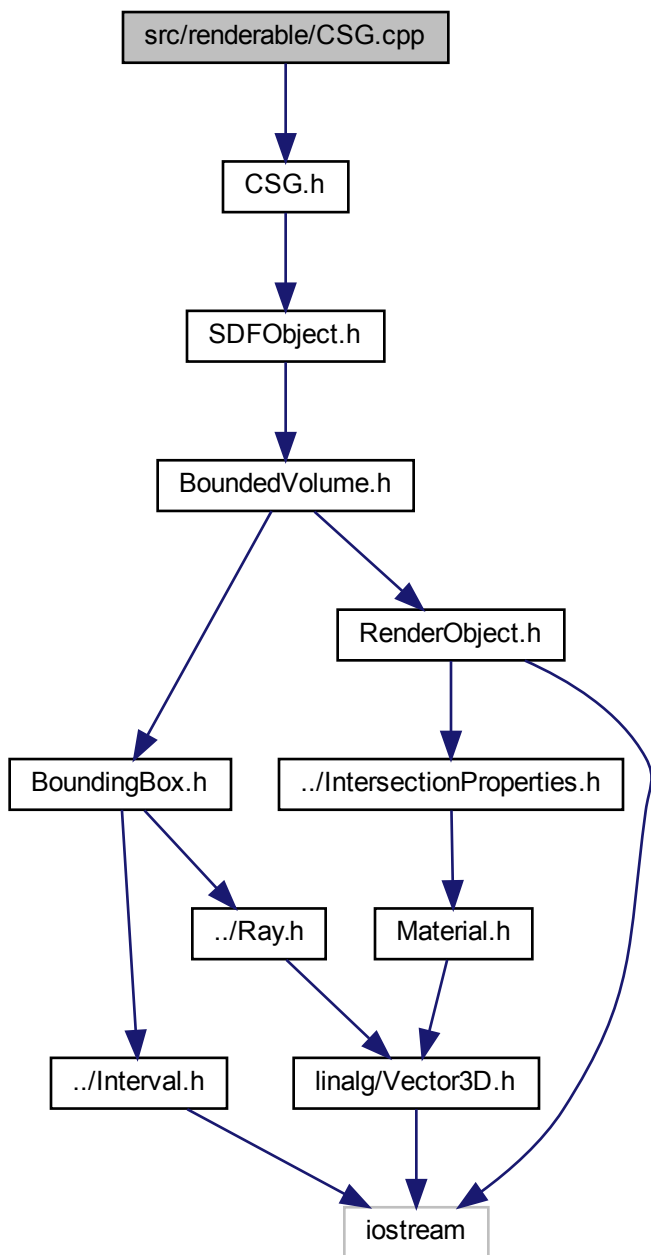 src/renderable/CSG.cpp
CSG.h
SDFObject.h
BoundedVolume.h
RenderObject.h
BoundingBox.h
../IntersectionProperties.h
../Ray.h
Material.h
../Interval.h
linalg/Vector3D.h
iostream